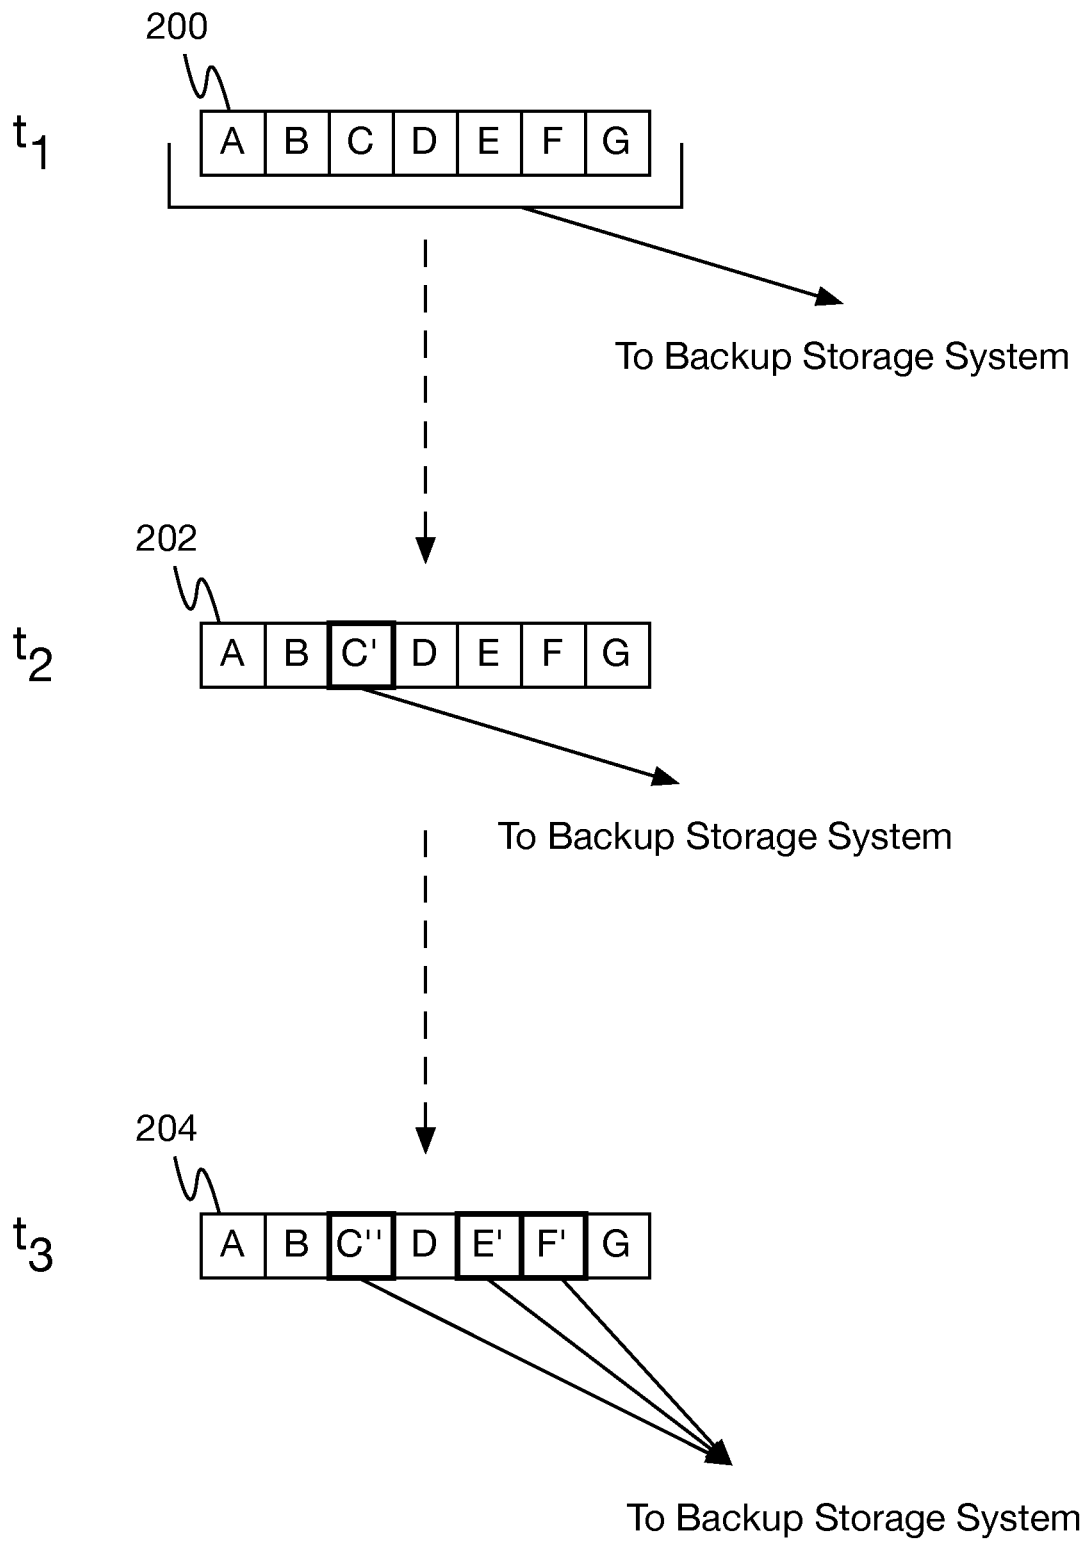 200
t1 A B C D E F G
To Backup Storage System
202
t2 A B C' D E F G
To Backup Storage System
204
t3 A B C'' D E' F' G
To Backup Storage System